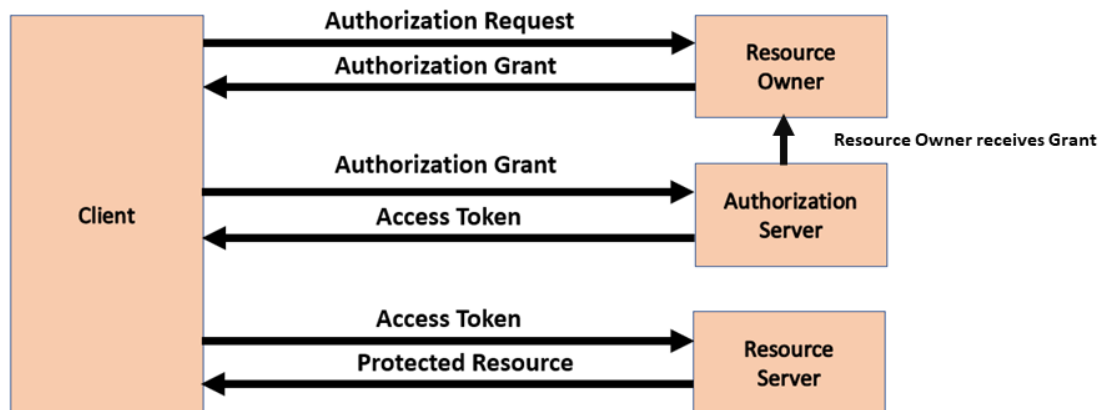 Authorization Request
Authorization Grant
Resource
Owner
Resource Owner receives Grant
Client
Authorization Grant
Access Token
Authorization
Server
Access Token
Protected Resource
Resource
Server